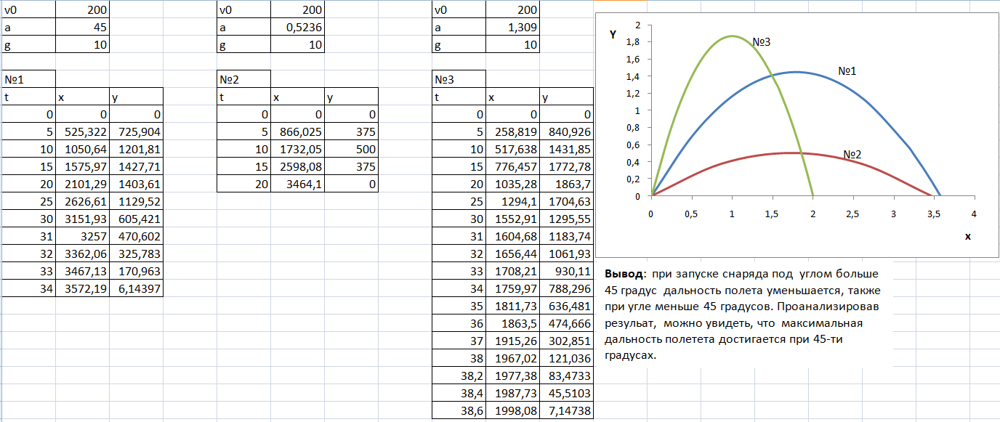 v0 200 v0 200 v0 200
a 45 a 0,5236 a 1,309
g 10 g 10 g 10
№1 №2 №3
t x y t x y t x y
0 0 0 0 0 0 0 0 0
5 525,322 725,904 5 866,025 375 5 258,819 840,926
10 1050,64 1201,81 10 1732,05 500 10 517,638 1431,85
15 1575,97 1427,71 15 2598,08 375 15 776,457 1772,78
20 2101,29 1403,61 20 3464,1 0 20 1035,28 1863,7
25 2626,61 1129,52 25 1294,1 1704,63
30 3151,93 605,421 30 1552,91 1295,55
31 3257 470,602 31 1604,68 1183,74
32 3362,06 325,783 32 1656,44 1061,93
33 3467,13 170,963 33 1708,21 930,11
34 3572,19 6,14397 34 1759,97 788,296
35 1811,73 636,481
36 1863,5 474,666
37 1915,26 302,851
38 1967,02 121,036
38,2 1977,38 83,4733
38,4 1987,73 45,5103
38,6 1998,08 7,14738
Y
2
1,8
1,6
1,4
1,2
1
0,8
0,6
0,4
0,2
0
№3
№1
№2
0 0,5 1 1,5 2 2,5 3 3,5 4
x
Вывод: при запуске снаряда под углом больше
45 градус дальность полета уменьшается, также
при угле меньше 45 градусов. Проанализировав
резульат, можно увидеть, что максимальная
дальность полетета достигается при 45-ти
градусах.